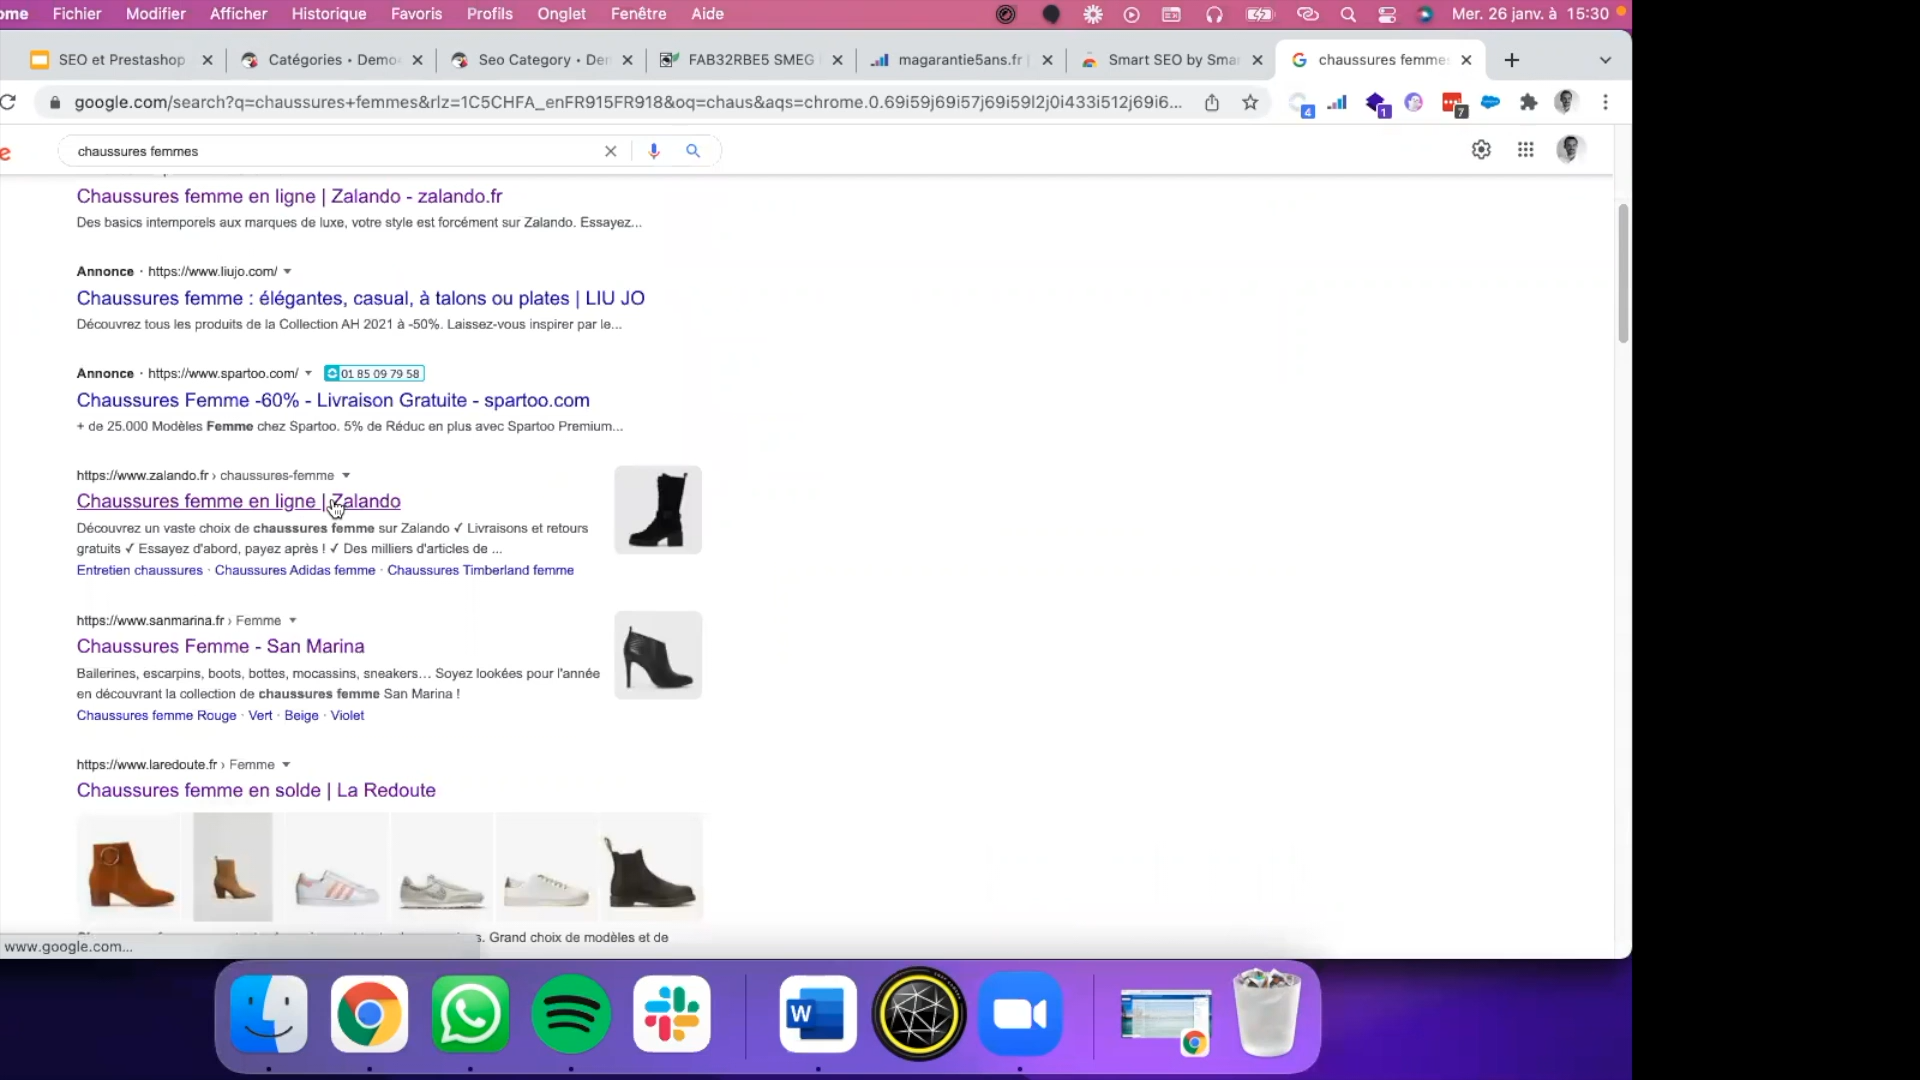 ome Fichier Modifier Afficher Historique Favoris Profils Onglet Fenêtre Aide Mer. 26 janv. à 15:30
SEO et Prestashop Catégories • Demo Seo Category • Den FAB32RBE5 SMEG magarantie5ans.fr | Smart SEO by Sma chaussures femmes
google.com/search?q=chaussures+femmes&rlz=1C5CHFA_enFR915FR918&oq=chaus&aqs=chrome.0.69i59j69i57j69i59l2j0i433i512j69i6... 4 1 7
e chaussures femmes
Chaussures femme en ligne | Zalando - zalando.fr
Des basics intemporels aux marques de luxe, votre style est forcément sur Zalando. Essayez...
Annonce · https://www.liujo.com/
Chaussures femme : élégantes, casual, à talons ou plates | LIU JO
Découvrez tous les produits de la Collection AH 2021 à -50%. Laissez-vous inspirer par le...
Annonce · https://www.spartoo.com/ 01 85 09 79 58
Chaussures Femme -60% - Livraison Gratuite - spartoo.com
+ de 25.000 Modèles Femme chez Spartoo. 5% de Réduc en plus avec Spartoo Premium...
https://www.zalando.fr › chaussures-femme
Chaussures femme en ligne | Zalando
Découvrez un vaste choix de chaussures femme sur Zalando ✓ Livraisons et retours
gratuits ✓ Essayez d'abord, payez après ! ✓ Des milliers d'articles de ...
Entretien chaussures · Chaussures Adidas femme · Chaussures Timberland femme
https://www.sanmarina.fr › Femme
Chaussures Femme - San Marina
Ballerines, escarpins, boots, bottes, mocassins, sneakers… Soyez lookées pour l'année
en découvrant la collection de chaussures femme San Marina !
Chaussures femme Rouge · Vert · Beige · Violet
https://www.laredoute.fr › Femme
Chaussures femme en solde | La Redoute
s. Grand choix de modèles et de
www.google.com...
W